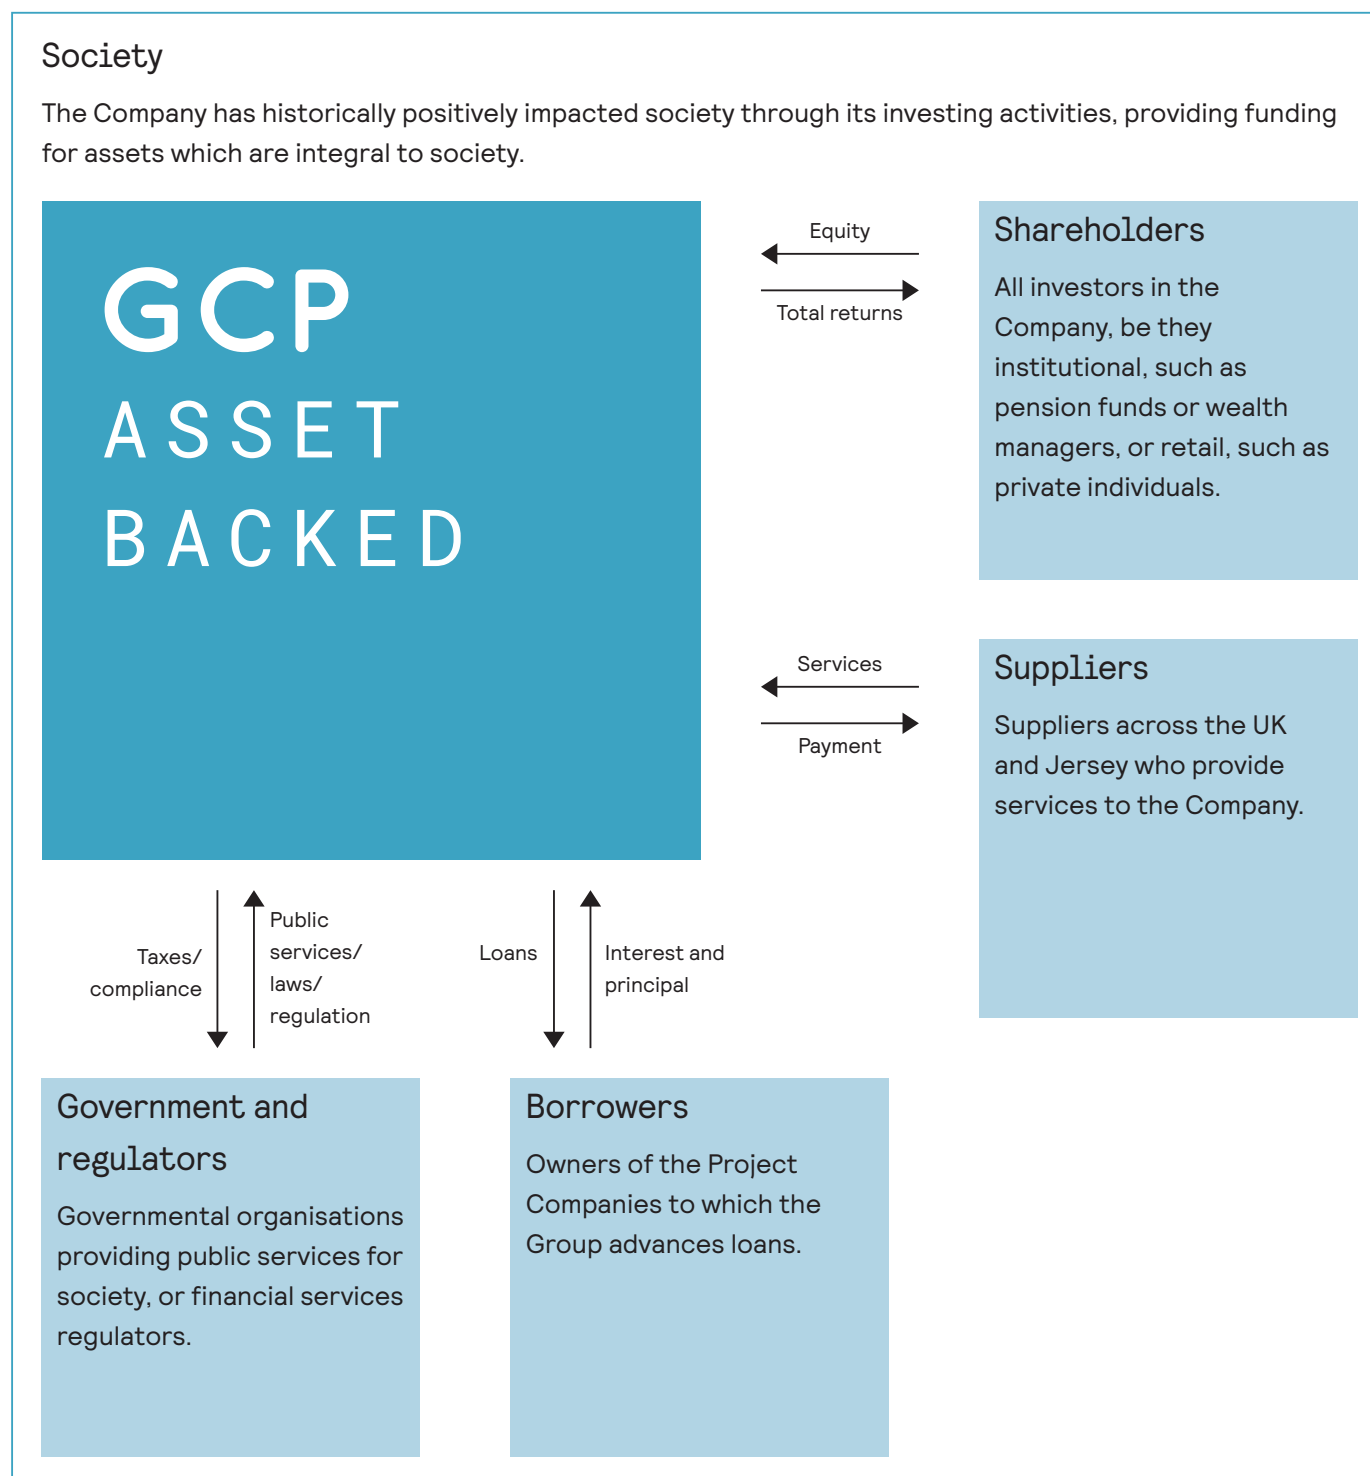 Society
The Company has historically positively impacted society through its investing activities, providing funding
for assets which are integral to society.
GCP
ASSET
BACKED
Equity
Total returns
Shareholders
All investors in the
Company, be they
institutional, such as
pension funds or wealth
managers, or retail, such as
private individuals.
Services
Payment
Suppliers
Suppliers across the UK
and Jersey who provide
services to the Company.
Taxes/
compliance
Public
services/
laws/
regulation
Loans
Interest and
principal
Government and
regulators
Governmental organisations
providing public services for
society, or financial services
regulators.
Borrowers
Owners of the Project
Companies to which the
Group advances loans.